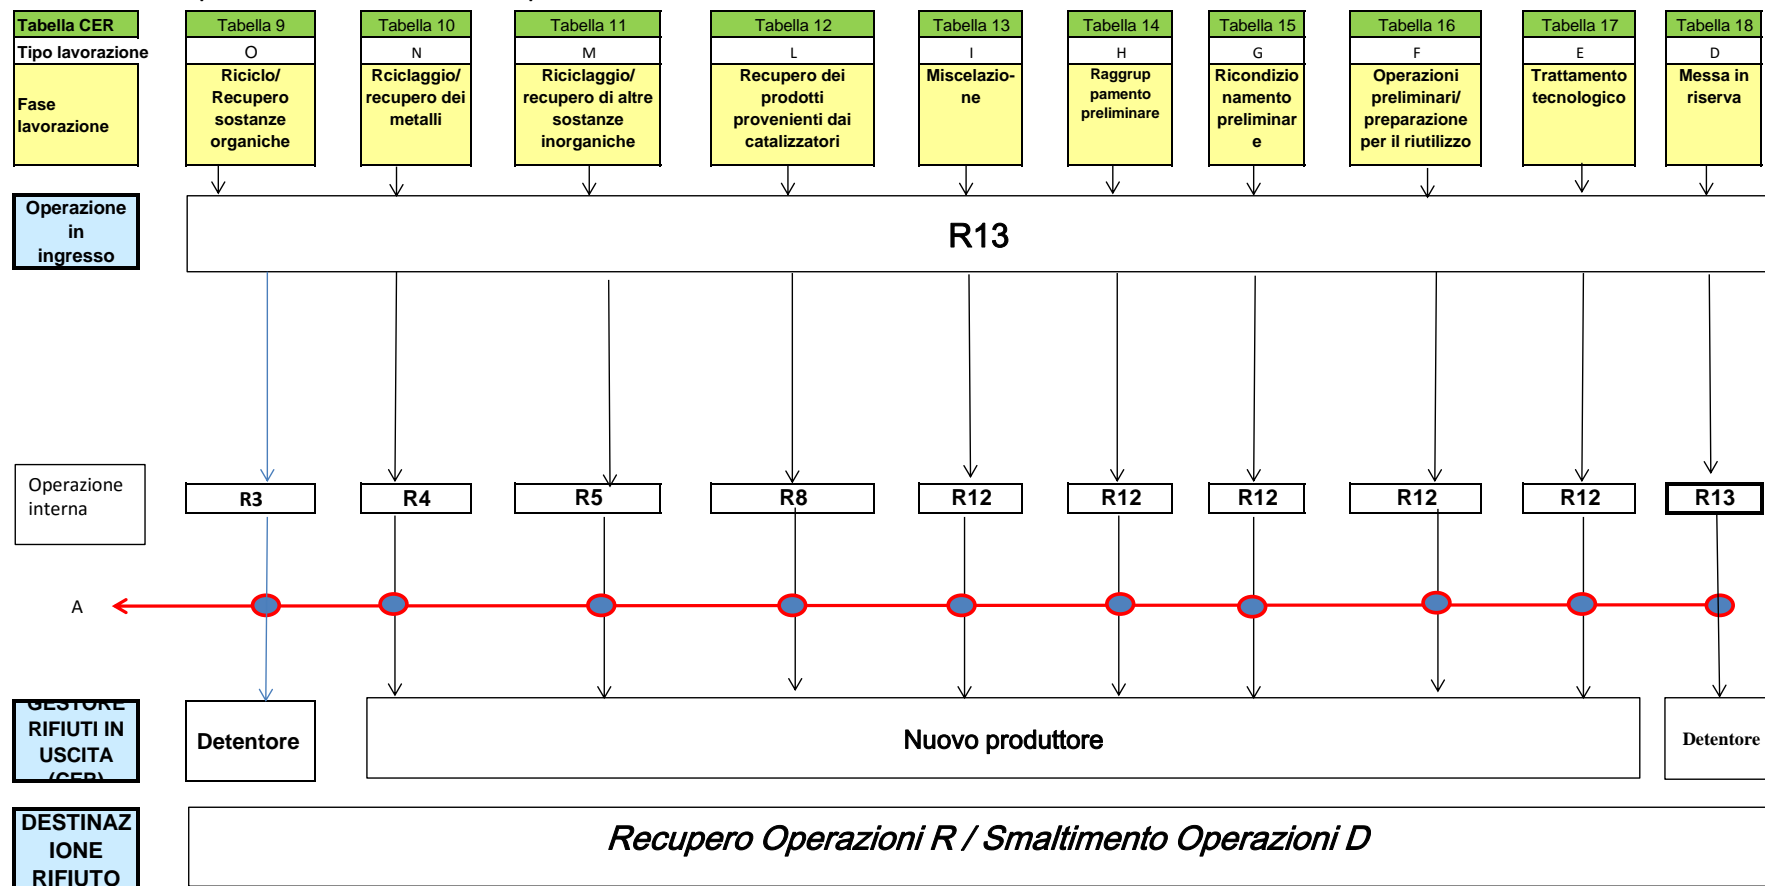 Tabella CER
Tabella 9
Tabella 10
Tabella 11
Tabella 12
Tabella 13
Tabella 14
Tabella 15
Tabella 16
Tabella 17
Tabella 18
Tipo lavorazione
O
N
M
L
I
H
G
F
E
D
Fase
lavorazione
Riciclo/
Recupero
sostanze
organiche
Rciclaggio/
recupero dei
metalli
Riciclaggio/
recupero di altre
sostanze
inorganiche
Recupero dei
prodotti
provenienti dai
catalizzatori
Miscelazio-
ne
Raggrup
pamento
preliminare
Ricondizio
namento
preliminar
e
Operazioni
preliminari/
preparazione
per il riutilizzo
Trattamento
tecnologico
Messa in
riserva
Operazione
in
ingresso
R13
Operazione
interna
R3
R4
R5
R8
R12
R12
R12
R12
R12
R13
A
GESTORE
RIFIUTI IN
USCITA
(CER)
Detentore
Nuovo produttore
Detentore
DESTINAZ
IONE
RIFIUTO
Recupero Operazioni R / Smaltimento Operazioni D